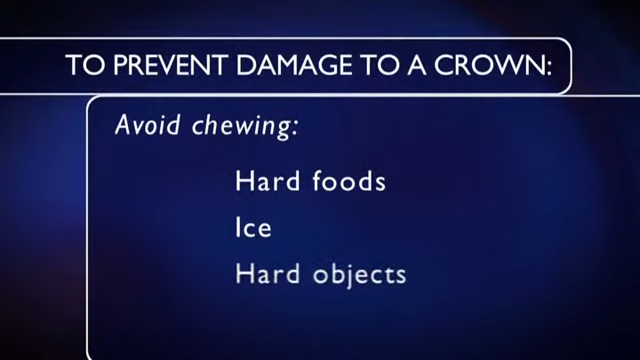 TO PREVENT DAMAGE TO A CROWN:
Avoid chewing:
Hard foods
Ice
Hard objects